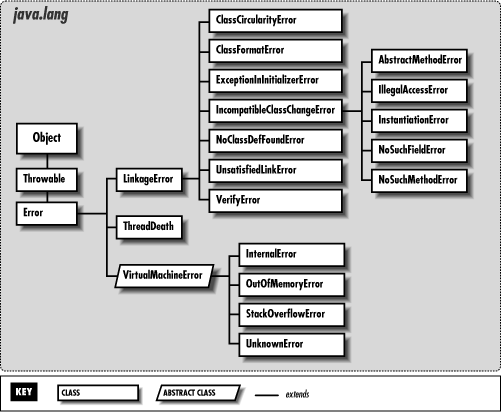 java.lang
Object
Throwable
Error
LinkageError
ThreadDeath
VirtualMachineError
ClassCircularityError
ClassFormatError
ExceptionInInitializerError
IncompatibleClassChangeError
NoClassDefFoundError
UnsatisfiedLinkError
VerifyError
AbstractMethodError
IllegalAccessError
InstantiationError
NoSuchFieldError
NoSuchMethodError
InternalError
OutOfMemoryError
StackOverflowError
UnknownError
KEY
CLASS
ABSTRACT CLASS
extends